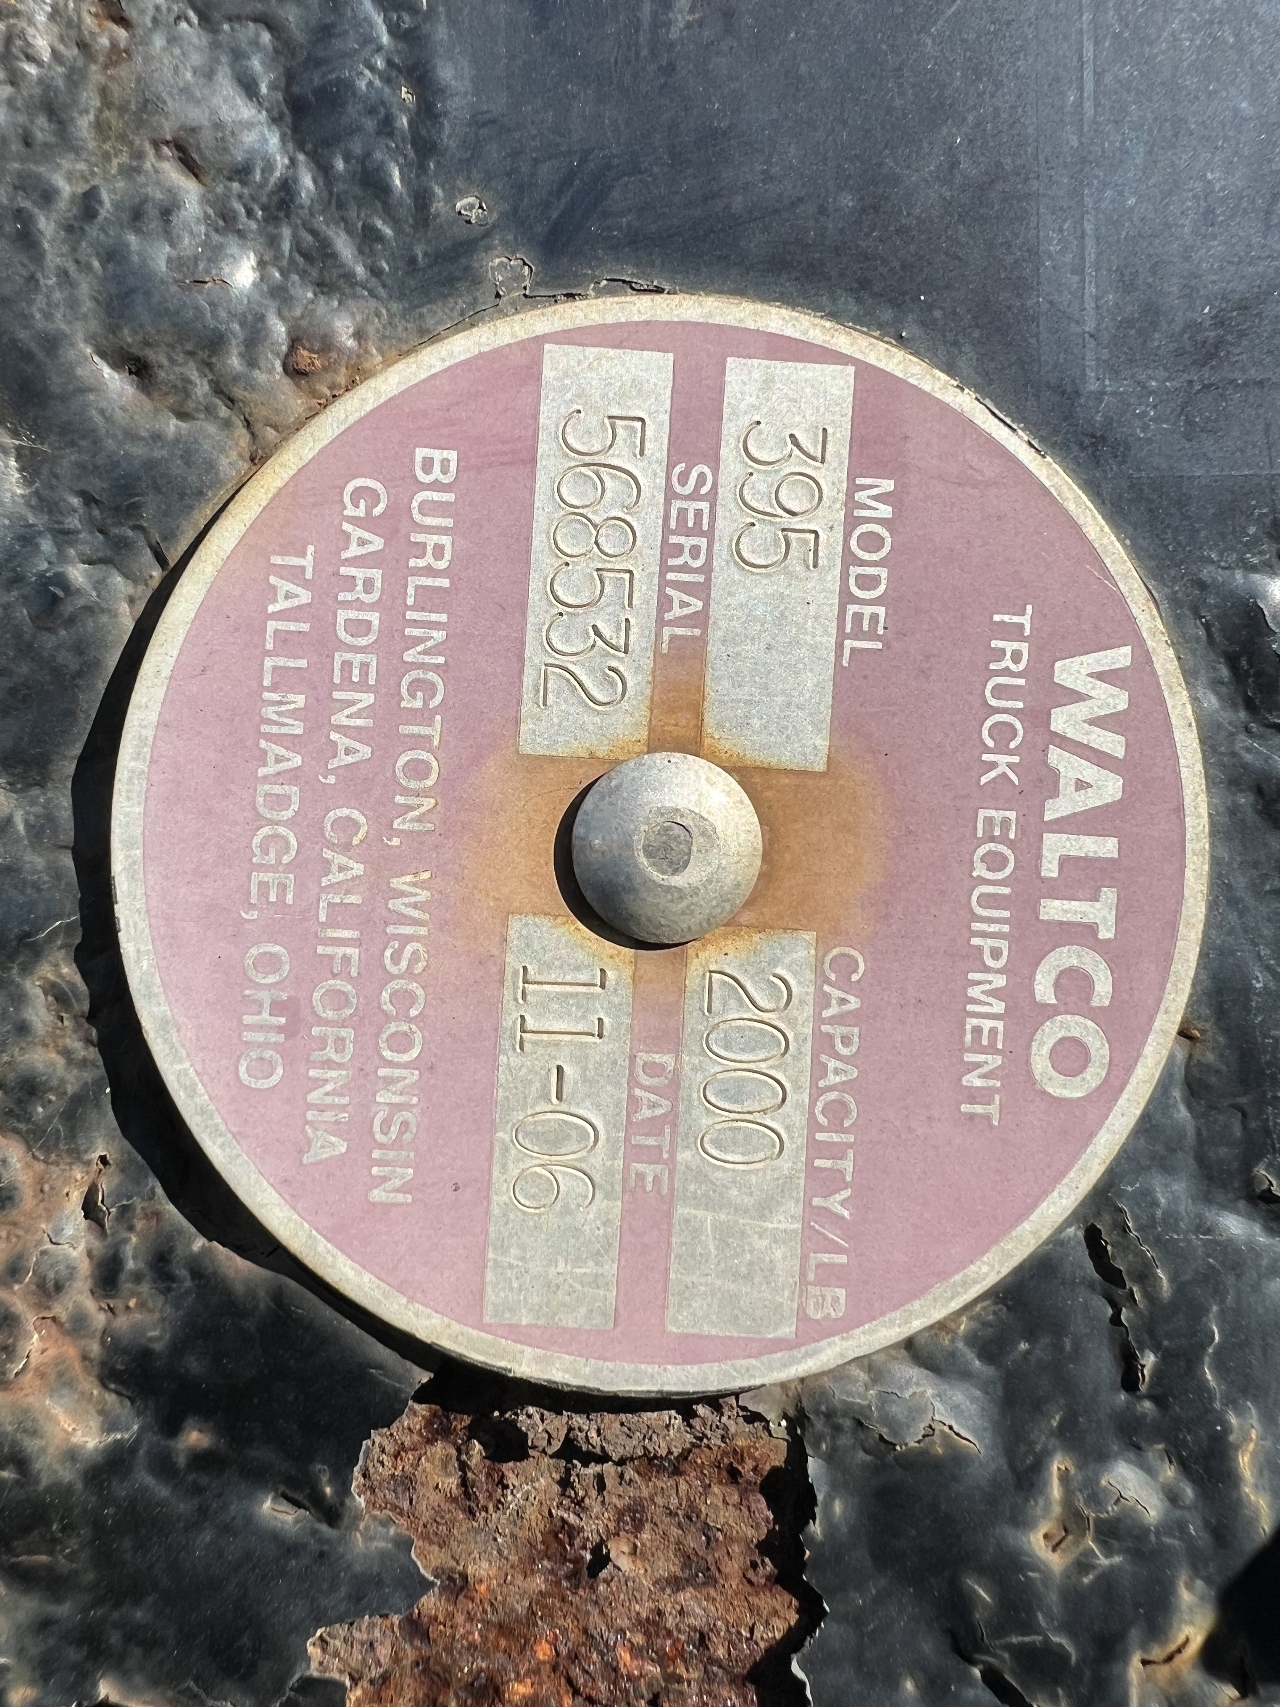 WALTCO
TRUCK EQUIPMENT
MODEL CAPACITY/LB
395 2000
SERIAL DATE
568532 11-06
BURLINGTON, WISCONSIN
GARDENA, CALIFORNIA
TALLMADGE, OHIO